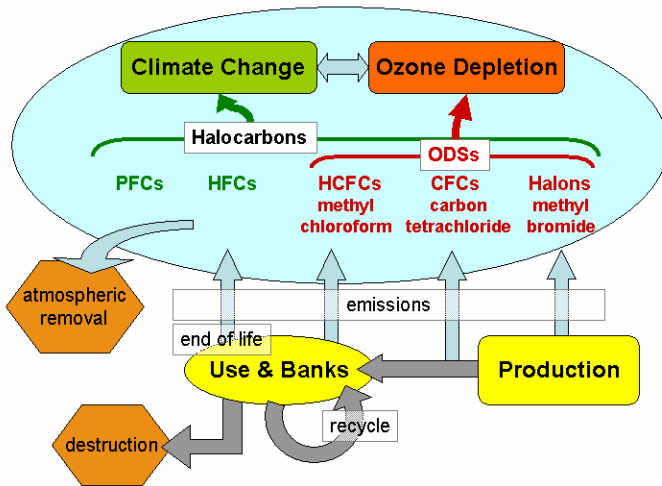 Climate Change
Ozone Depletion
Halocarbons
ODSs
PFCs
HFCs
HCFCs
methyl
chloroform
CFCs
carbon
tetrachloride
Halons
methyl
bromide
atmospheric
removal
emissions
end of life
Use & Banks
Production
recycle
destruction